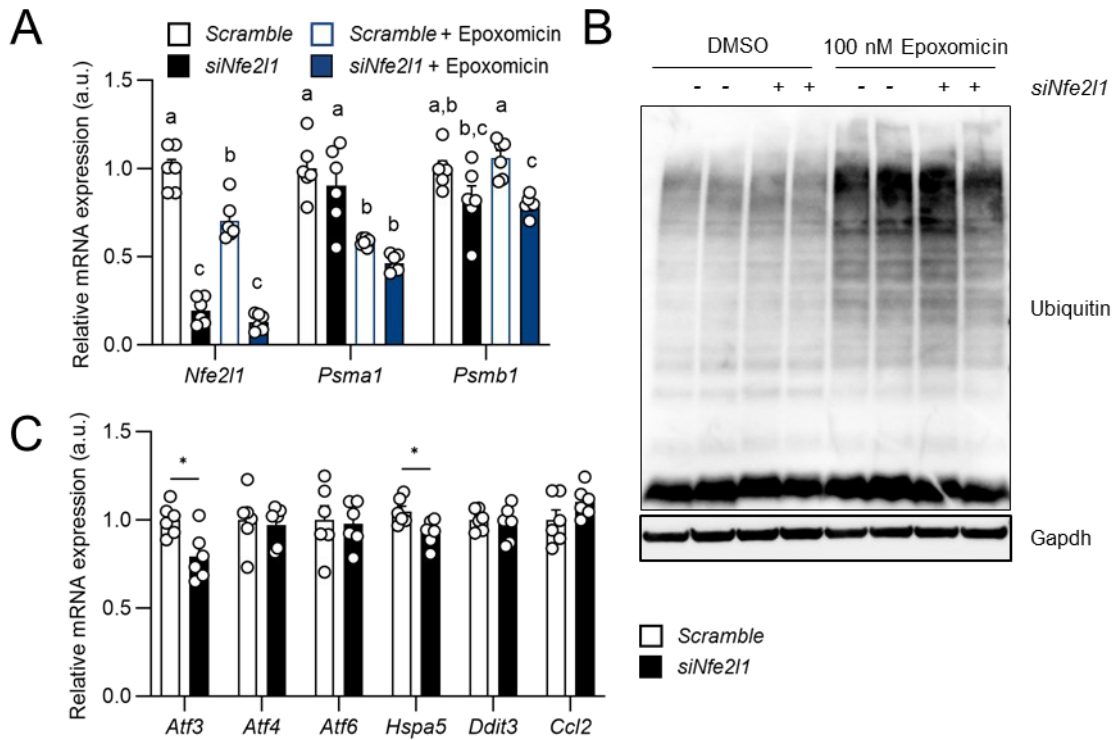 A
Scramble
Scramble + Epoxomicin
siNfe2l1
siNfe2l1 + Epoxomicin
Relative mRNA expression (a.u.)
1.5
1.0
0.5
0.0
a
c
b
c
a
a
b
b
a,b
b,c
a
c
Nfe2l1
Psma1
Psmb1
B
DMSO
100 nM Epoxomicin
- - + + - - + +
siNfe2l1
Ubiquitin
Gapdh
C
Relative mRNA expression (a.u.)
1.5
1.0
0.5
0.0
*
*
Atf3
Atf4
Atf6
Hspa5
Ddit3
Ccl2
Scramble
siNfe2l1